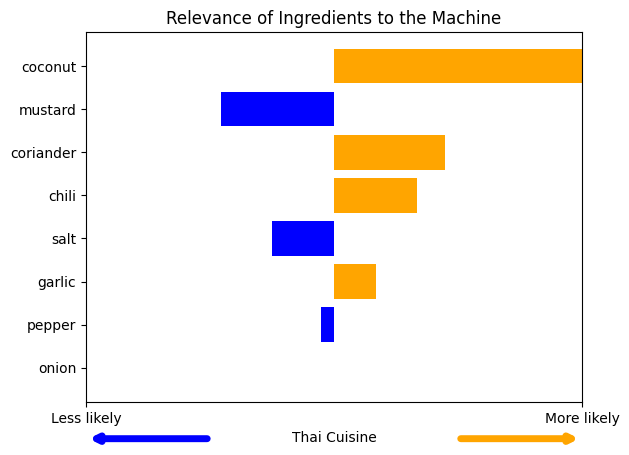 Relevance of Ingredients to the Machine
coconut
mustard
coriander
chili
salt
garlic
pepper
onion
Less likely More likely
Thai Cuisine